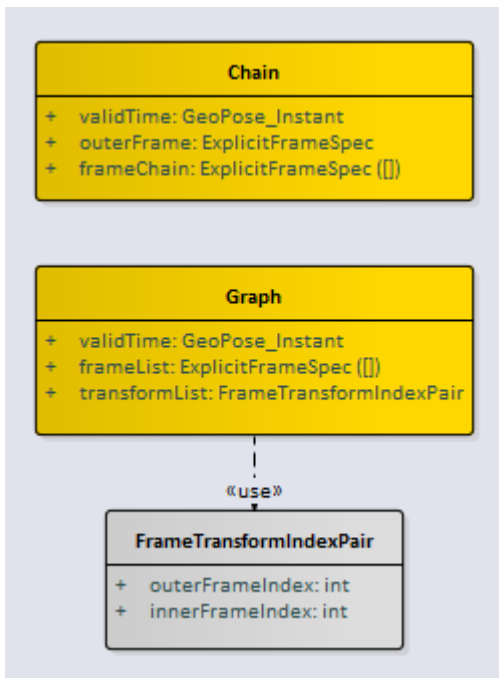 Chain
+ validTime: GeoPose_Instant
+ outerFrame: ExplicitFrameSpec
+ frameChain: ExplicitFrameSpec ([])
Graph
+ validTime: GeoPose_Instant
+ frameList: ExplicitFrameSpec ([])
+ transformList: FrameTransformIndexPair
«use»
FrameTransformIndexPair
+ outerFrameIndex: int
+ innerFrameIndex: int